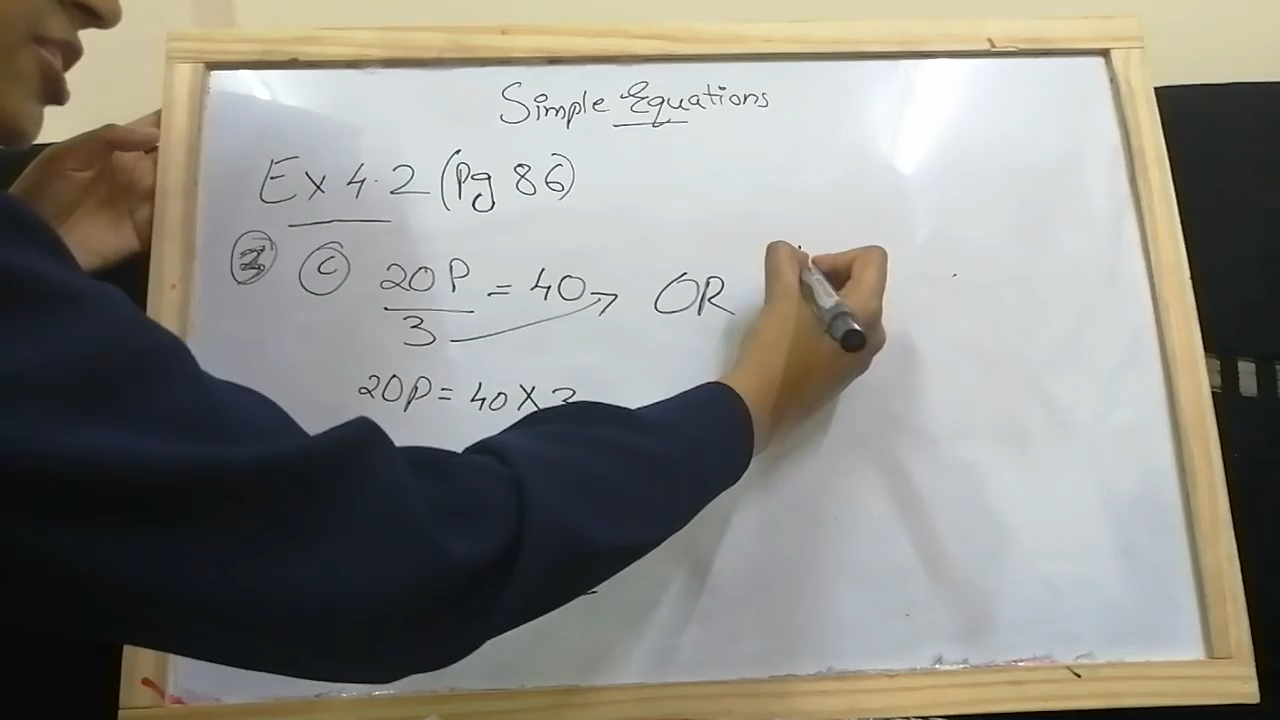 Simple Equations
Ex 4.2 (Pg 86)
3 C 20P/3 = 40 → OR
20P = 40 X 3